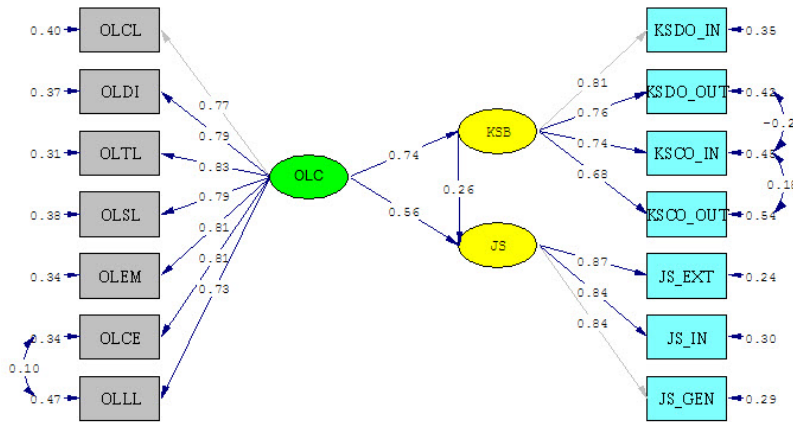 0.40 OLCL
0.37 OLDI
0.31 OLTL
0.38 OLSL
0.34 OLEM
0.34 OLCE
0.10
0.47 OLLL
0.77
0.79
0.83
0.79
0.81
0.81
0.73
OLC
0.74
0.56
KSB
0.26
JS
0.81
0.76
0.74
0.68
0.87
0.84
0.84
KSDO_IN 0.35
KSDO_OUT 0.42
-0.2
KSCO_IN
0.18
KSCO_OUT 0.54
JS_EXT 0.24
JS_IN 0.30
JS_GEN 0.29